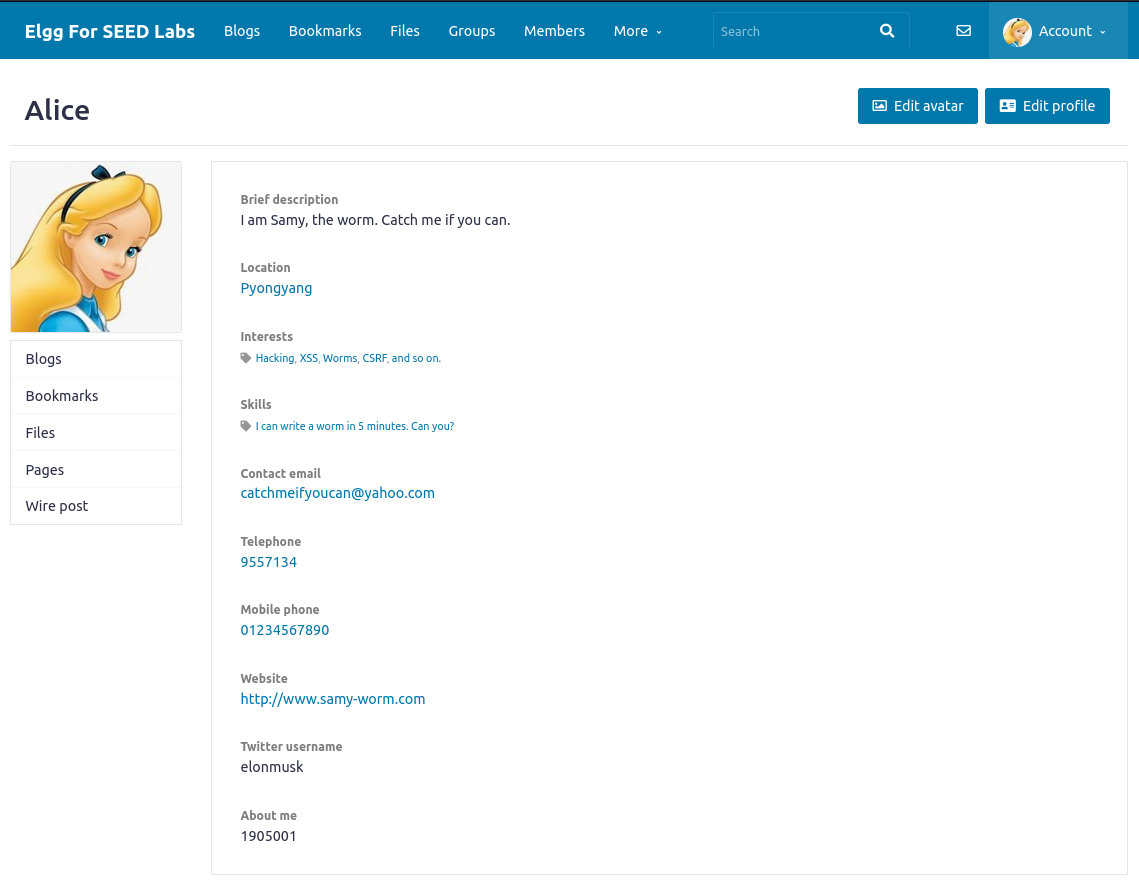 Elgg For SEED Labs Blogs Bookmarks Files Groups Members More Search Account
Alice Edit avatar Edit profile
Blogs
Bookmarks
Files
Pages
Wire post
Brief description
I am Samy, the worm. Catch me if you can.
Location
Pyongyang
Interests
Hacking, XSS, Worms, CSRF, and so on.
Skills
I can write a worm in 5 minutes. Can you?
Contact email
catchmeifyoucan@yahoo.com
Telephone
9557134
Mobile phone
01234567890
Website
http://www.samy-worm.com
Twitter username
elonmusk
About me
1905001